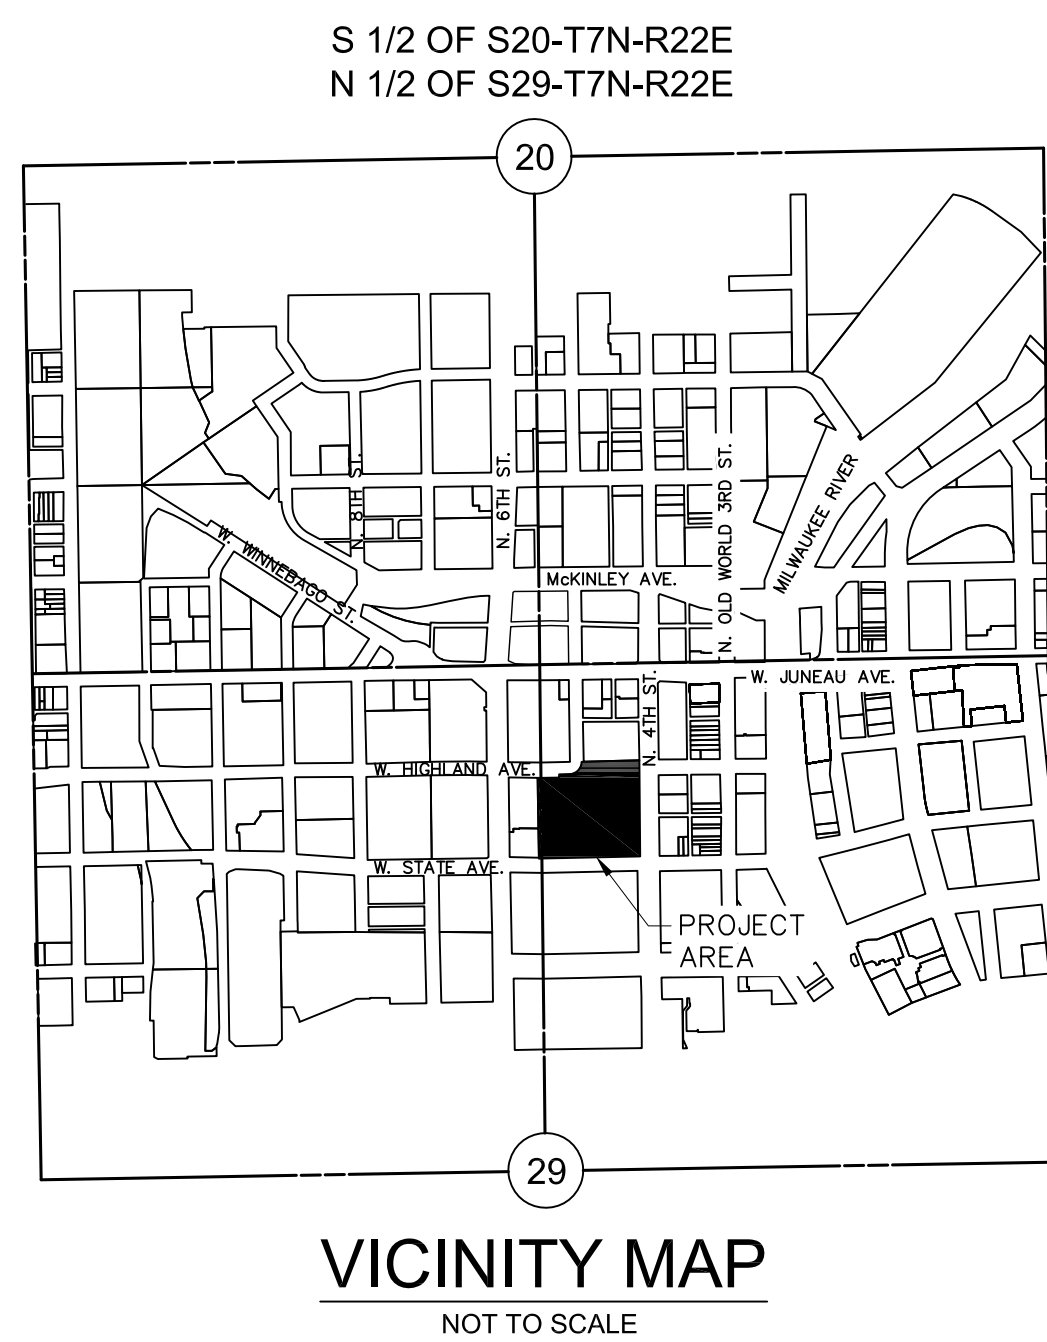 S 1/2 OF S20-T7N-R22E
N 1/2 OF S29-T7N-R22E
20
N. 8TH ST.
N. 6TH ST.
N. OLD WORLD 3RD ST.
MILWAUKEE RIVER
W. WINNEBAGO ST.
McKINLEY AVE.
W. JUNEAU AVE.
N. 4TH ST.
W. HIGHLAND AVE.
W. STATE AVE.
PROJECT
AREA
29
VICINITY MAP
NOT TO SCALE